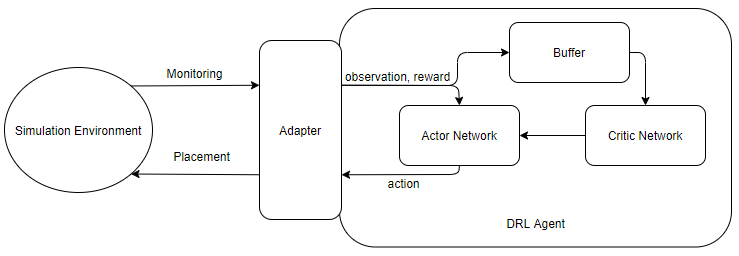 Monitoring
Simulation Environment
Placement
Adapter
observation, reward
Buffer
Actor Network
Critic Network
action
DRL Agent